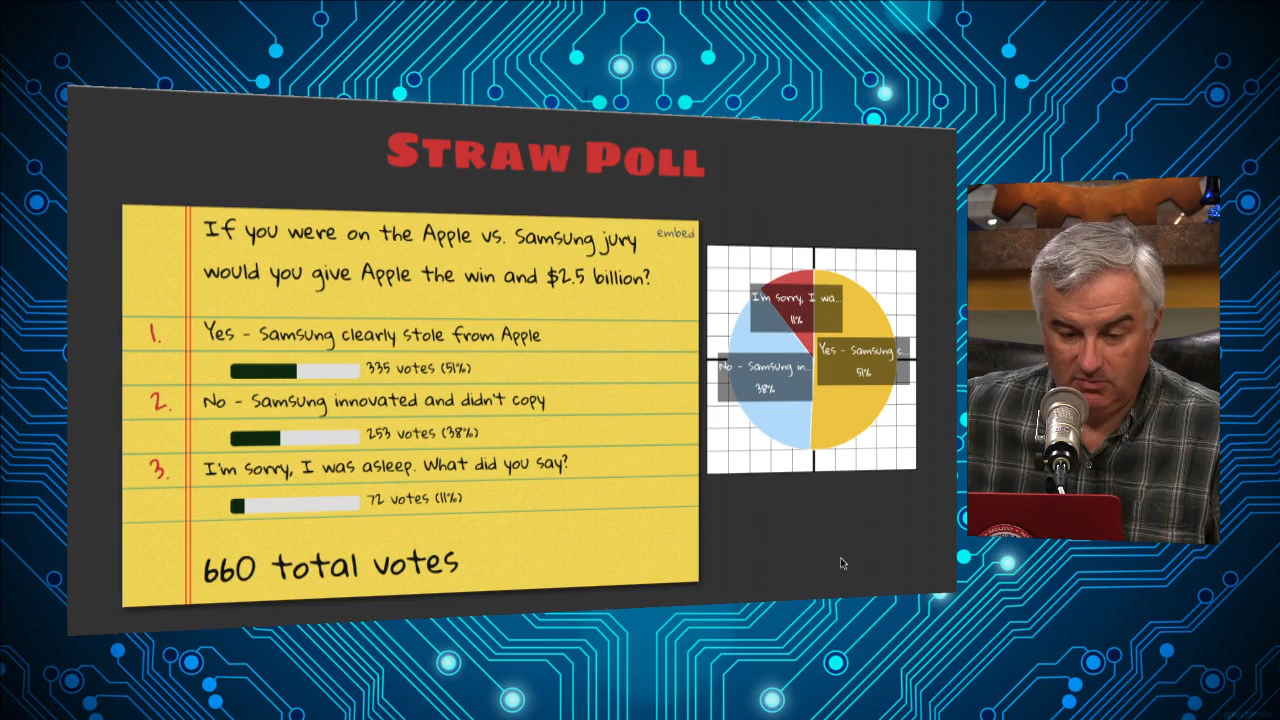 STRAW POLL
If you were on the Apple vs. Samsung jury
would you give Apple the win and $2.5 billion?
embed
1. Yes - Samsung clearly stole from Apple
335 votes (51%)
2. No - Samsung innovated and didn't copy
253 votes (38%)
3. I'm sorry, I was asleep. What did you say?
72 votes (11%)
660 total votes
I'm sorry, I wa...
11%
Yes - Samsung c...
51%
No - Samsung in...
38%